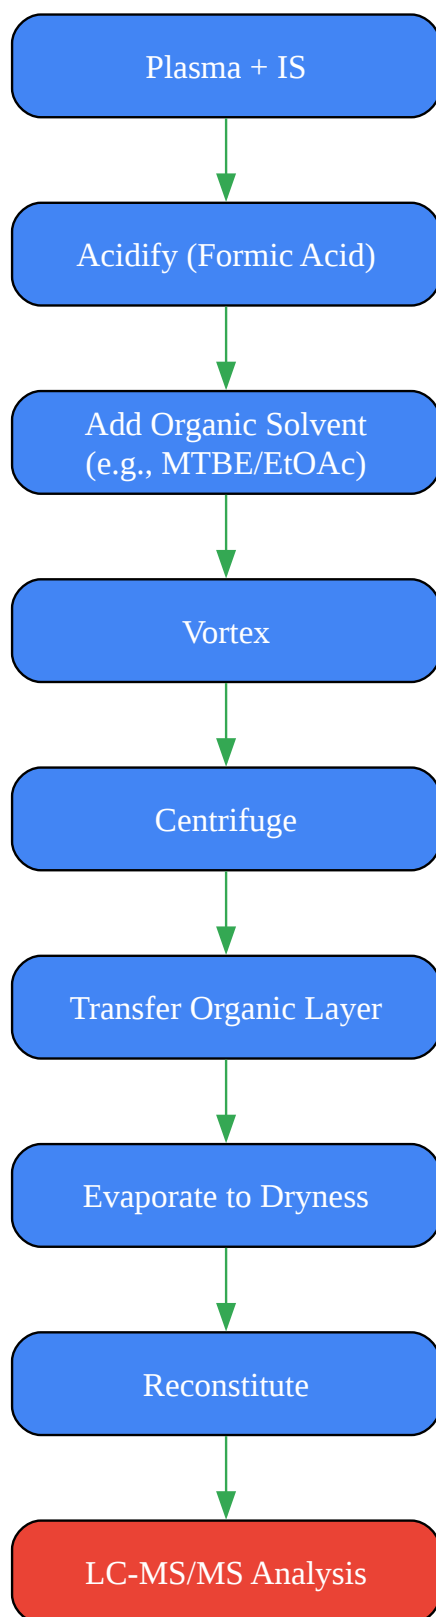 Plasma + IS
Acidify (Formic Acid)
Add Organic Solvent
(e.g., MTBE/EtOAc)
Vortex
Centrifuge
Transfer Organic Layer
Evaporate to Dryness
Reconstitute
LC-MS/MS Analysis